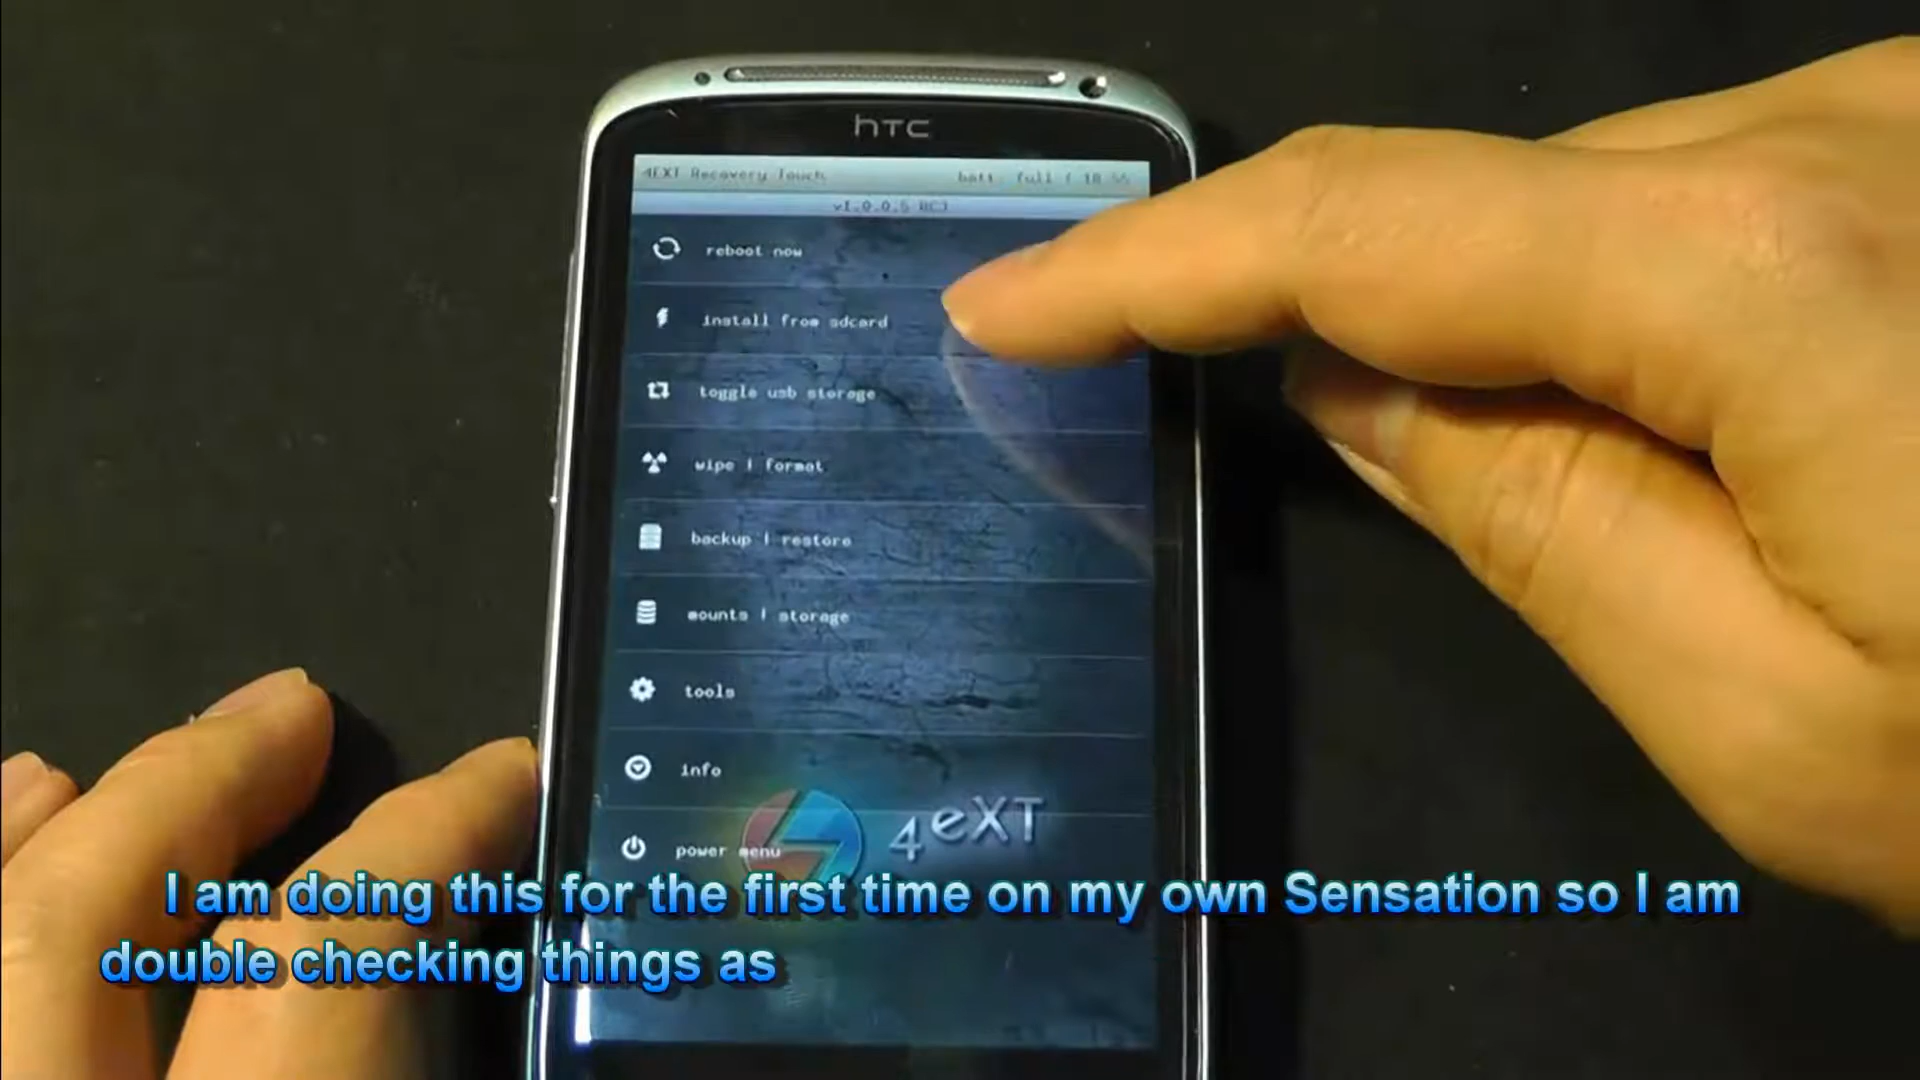 hTC
4EXT Recovery Touch
batt: full
v1.0.0.5 RC3
reboot now
install from sdcard
toggle usb storage
wipe | format
backup | restore
mounts | storage
tools
info
4eXT
power menu
I am doing this for the first time on my own Sensation so I am
double checking things as